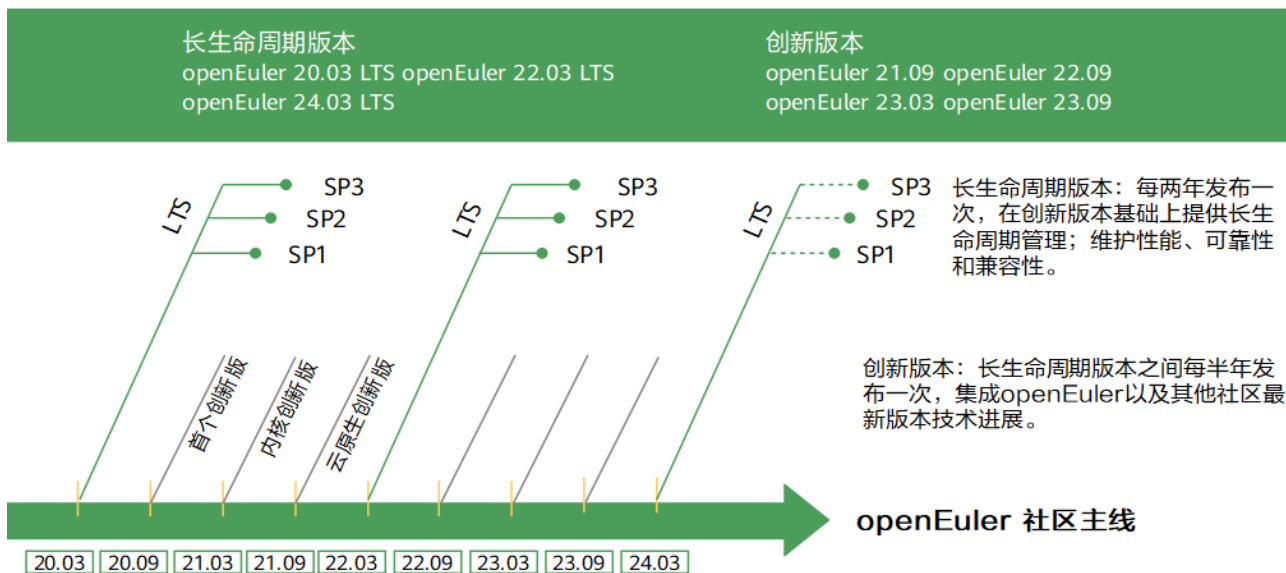 长生命周期版本
openEuler 20.03 LTS openEuler 22.03 LTS
openEuler 24.03 LTS
创新版本
openEuler 21.09 openEuler 22.09
openEuler 23.03 openEuler 23.09
LTS
SP3
SP2
SP1
LTS
SP3
SP2
SP1
LTS
SP3
SP2
SP1
长生命周期版本：每两年发布一
次，在创新版本基础上提供长生
命周期管理；维护性能、可靠性
和兼容性。
首个创新版
内核创新版
云原生创新版
创新版本：长生命周期版本之间每半年发
布一次，集成openEuler以及其他社区最
新版本技术进展。
openEuler 社区主线
20.03
20.09
21.03
21.09
22.03
22.09
23.03
23.09
24.03